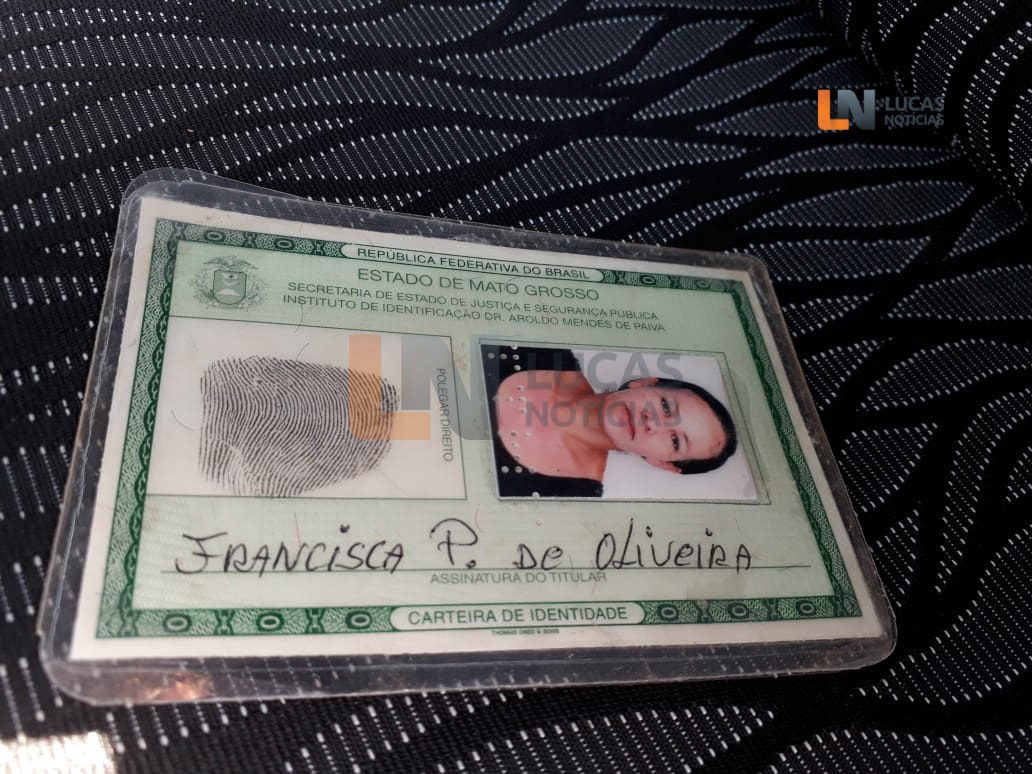 LN LUCAS
NOTÍCIAS
REPÚBLICA FEDERATIVA DO BRASIL
ESTADO DE MATO GROSSO
SECRETARIA DE ESTADO DE JUSTIÇA E SEGURANÇA PÚBLICA
INSTITUTO DE IDENTIFICAÇÃO DR. AROLDO MENDES DE PAIVA
POLEGAR DIREITO
LN LUCAS
NOTÍCIAS
FRANCISCA P. DE OLIVEIRA
ASSINATURA DO TITULAR
CARTEIRA DE IDENTIDADE